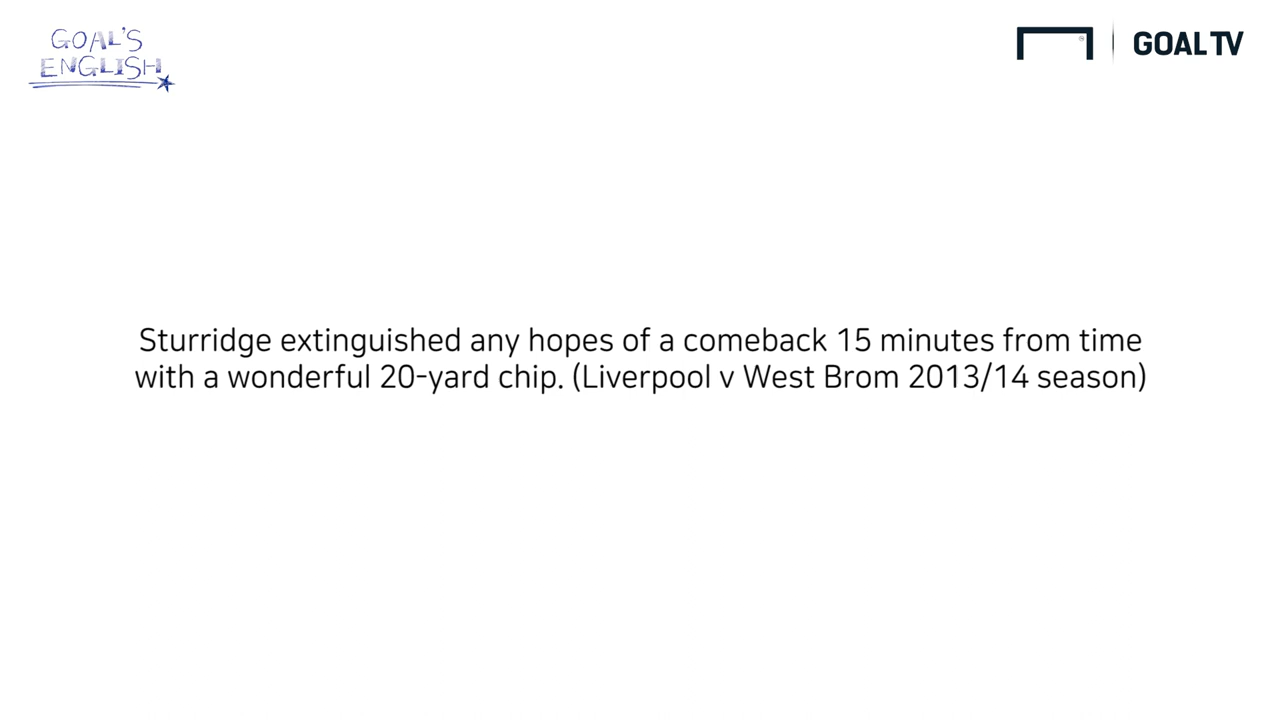 GOAL'S
ENGLISH
GOAL TV
Sturridge extinguished any hopes of a comeback 15 minutes from time
with a wonderful 20-yard chip. (Liverpool v West Brom 2013/14 season)